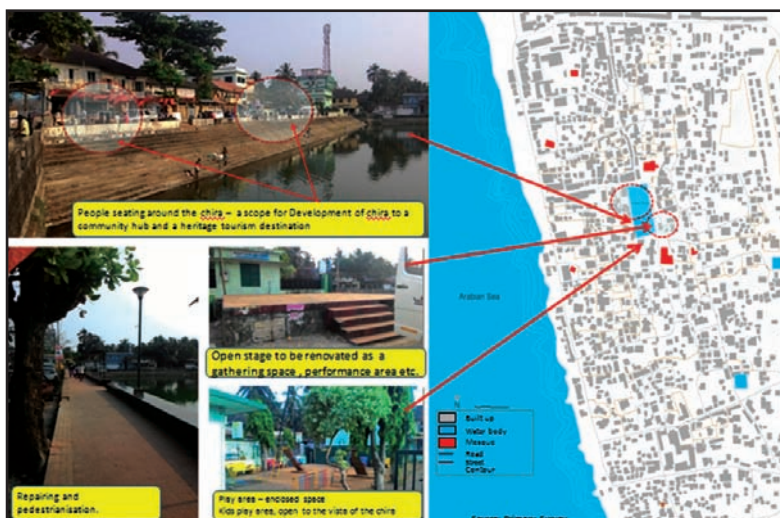 People seating around the chira – a scope for Development of chira to a
community hub and a heritage tourism destination
Open stage to be renovated as a
gathering space , performance area etc.
Repairing and
pedestrianisation.
Play area – enclosed space
Kids play area, open to the vista of the chira
Arabian Sea
N
Built up
Water body
Mosque
Road
Street
Contour